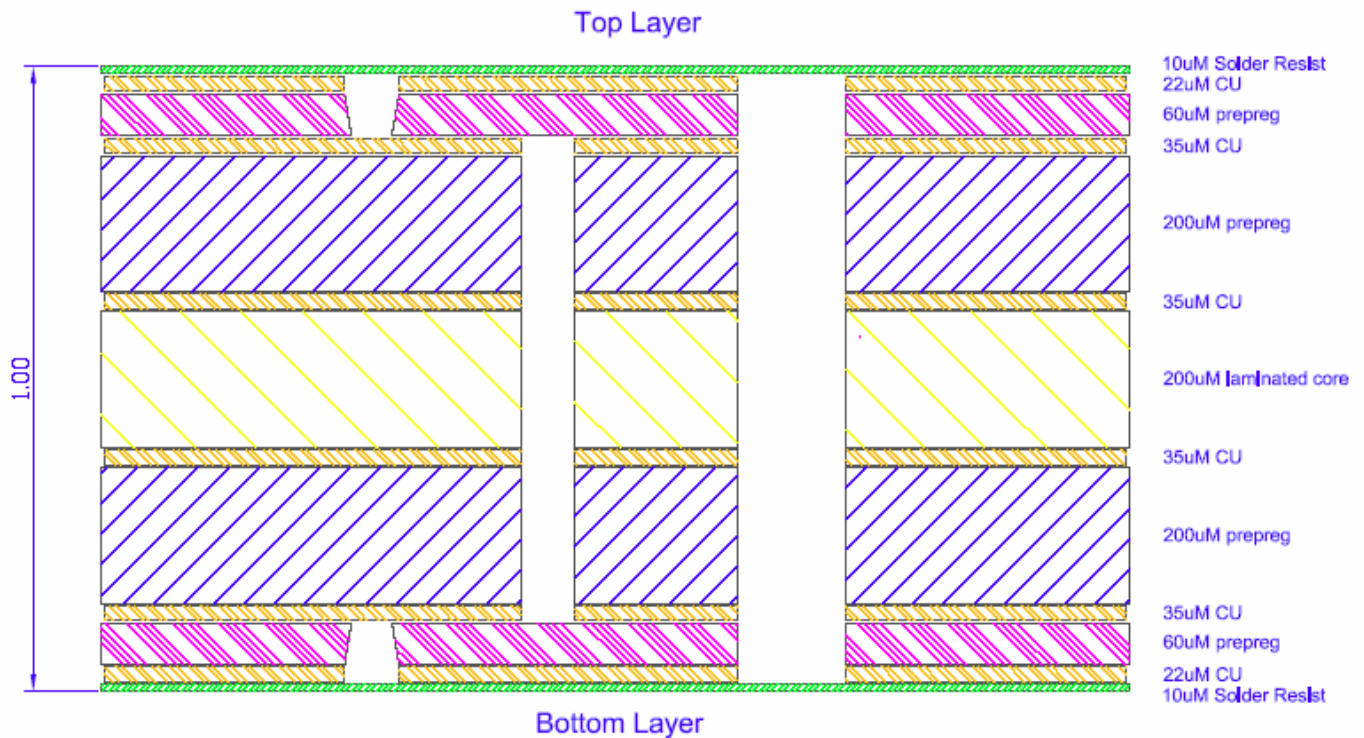 Top Layer
10uM Solder Resist
22uM CU
60uM prepreg
35uM CU
200uM prepreg
35uM CU
1.00
200uM laminated core
35uM CU
200uM prepreg
35uM CU
60uM prepreg
22uM CU
10uM Solder Resist
Bottom Layer